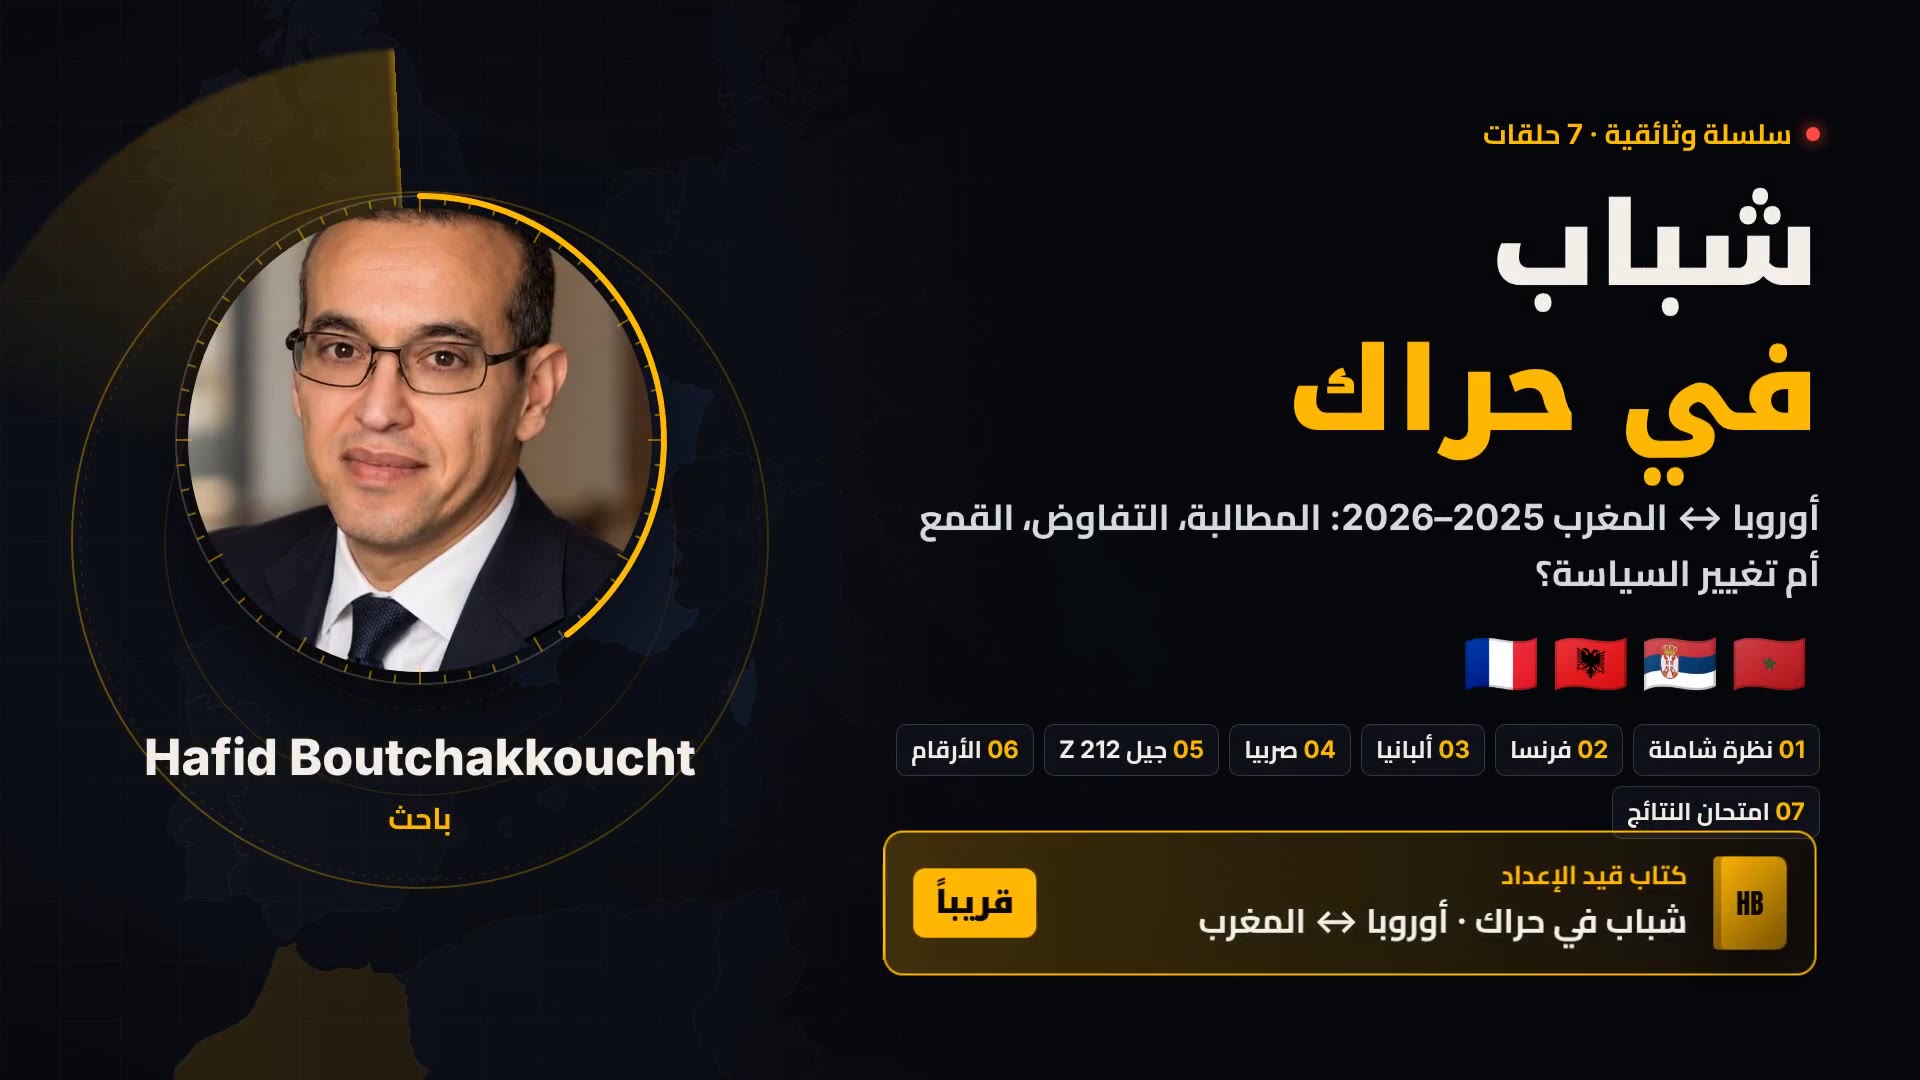 سلسلة وثائقية · 7 حلقات
شباب
في حراك
أوروبا ↔ المغرب 2025–2026: المطالبة، التفاوض، القمع
أم تغيير السياسة؟
01 نظرة شاملة
02 فرنسا
03 ألبانيا
04 صربيا
05 جيل Z 212
06 الأرقام
07 امتحان النتائج
كتاب قيد الإعداد
شباب في حراك · أوروبا ↔ المغرب
HB
قريباً
Hafid Boutchakkoucht
باحث